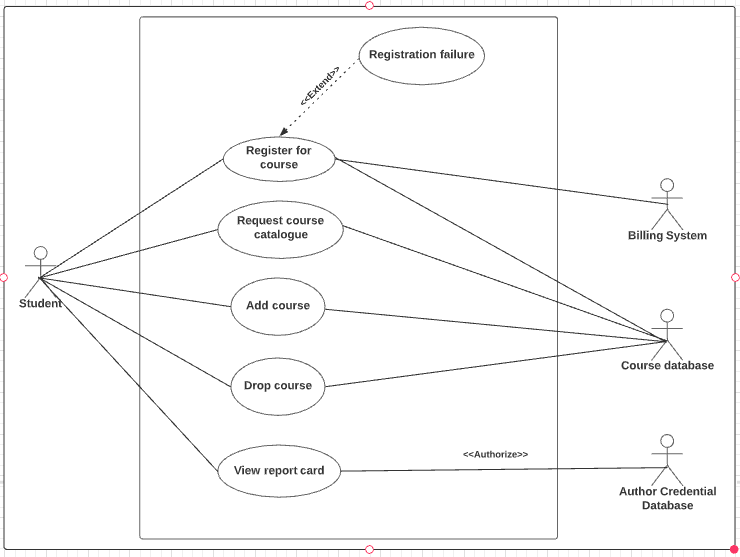 Registration failure
<<Extend>>
Register for
course
Request course
catalogue
Billing System
Student
Add course
Course database
Drop course
<<Authorize>>
View report card
Author Credential
Database